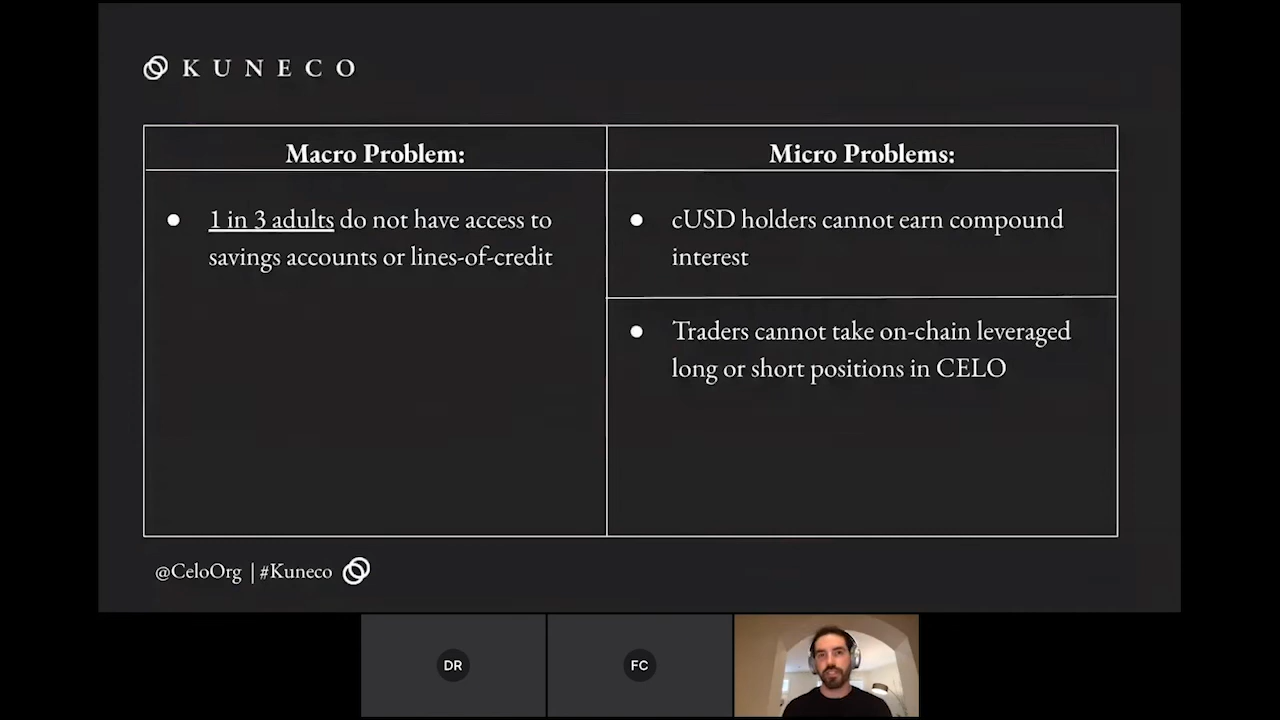 KUNECO
Macro Problem:
● 1 in 3 adults do not have access to
savings accounts or lines-of-credit
Micro Problems:
● cUSD holders cannot earn compound
interest
● Traders cannot take on-chain leveraged
long or short positions in CELO
@CeloOrg | #Kuneco
DR
FC